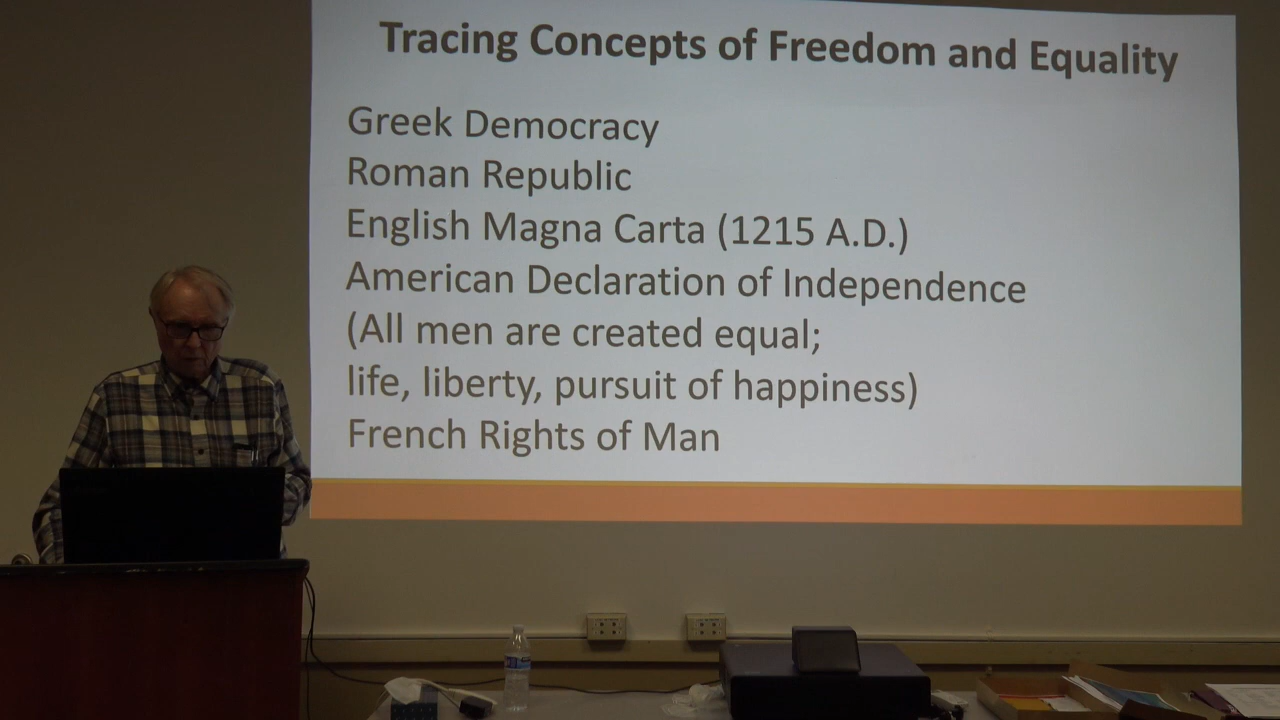 Tracing Concepts of Freedom and Equality
Greek Democracy
Roman Republic
English Magna Carta (1215 A.D.)
American Declaration of Independence
(All men are created equal;
life, liberty, pursuit of happiness)
French Rights of Man